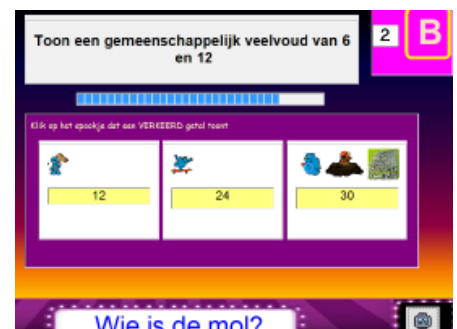 Toon een gemeenschappelijk veelvoud van 6
en 12
2
B
Klik op het spookje dat een VERKEERD getal toont
12
24
30
Wie is de mol?